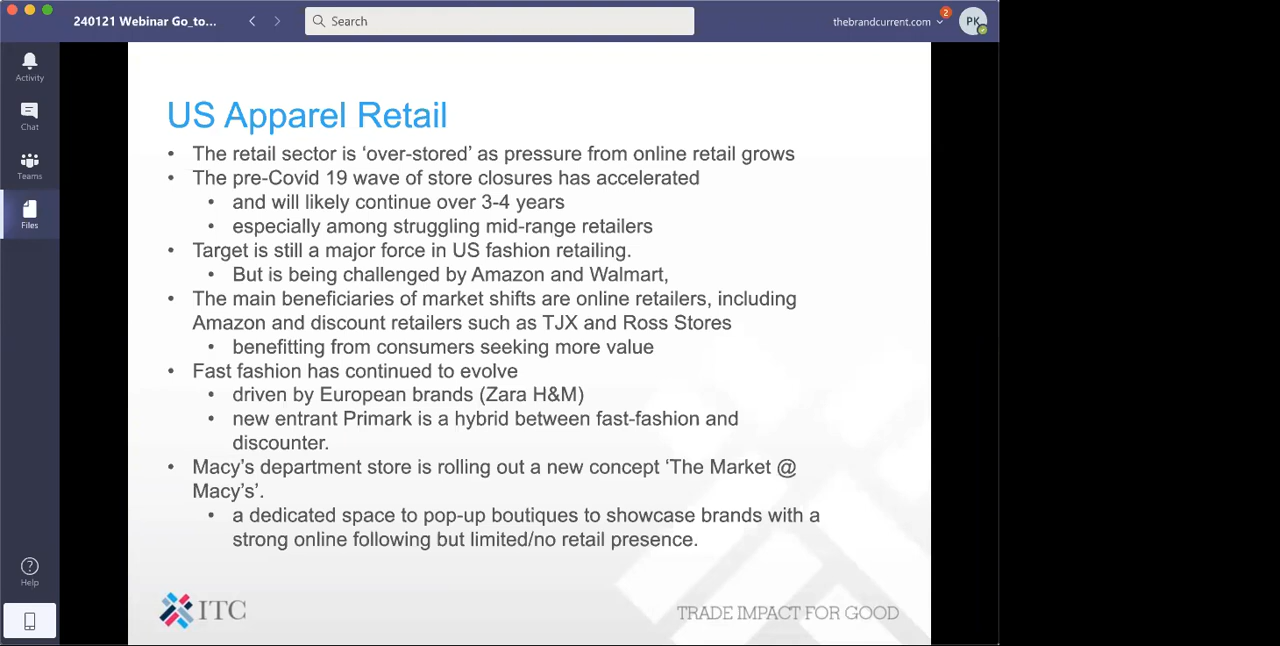 240121 Webinar Go_to...
Search
thebrandcurrent.com
2
PK
Activity
Chat
Teams
Files
Help
US Apparel Retail
• The retail sector is ‘over-stored’ as pressure from online retail grows
• The pre-Covid 19 wave of store closures has accelerated
• and will likely continue over 3-4 years
• especially among struggling mid-range retailers
• Target is still a major force in US fashion retailing.
• But is being challenged by Amazon and Walmart,
• The main beneficiaries of market shifts are online retailers, including
Amazon and discount retailers such as TJX and Ross Stores
• benefitting from consumers seeking more value
• Fast fashion has continued to evolve
• driven by European brands (Zara H&M)
• new entrant Primark is a hybrid between fast-fashion and
discounter.
• Macy’s department store is rolling out a new concept ‘The Market @
Macy’s’.
• a dedicated space to pop-up boutiques to showcase brands with a
strong online following but limited/no retail presence.
ITC
TRADE IMPACT FOR GOOD